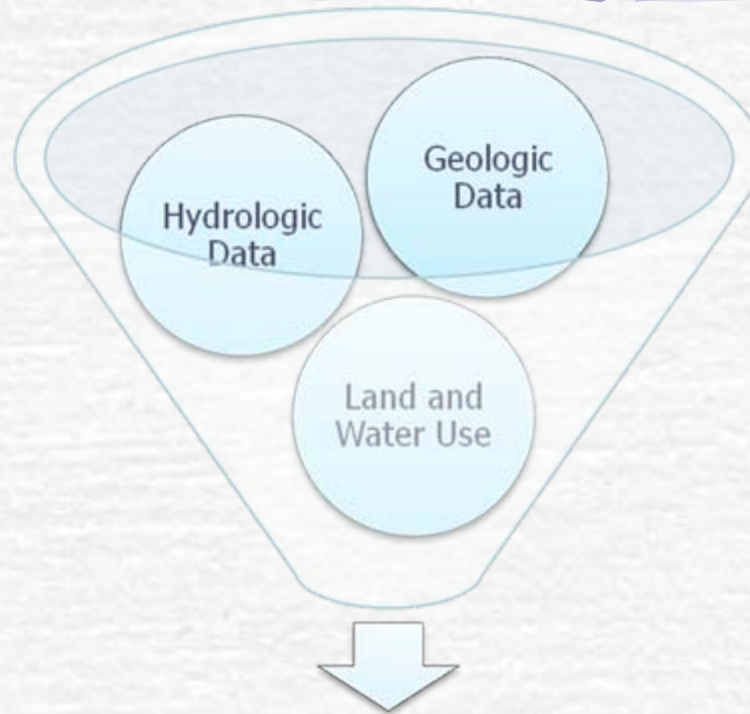 Geologic
Data
Hydrologic
Data
Land and
Water Use